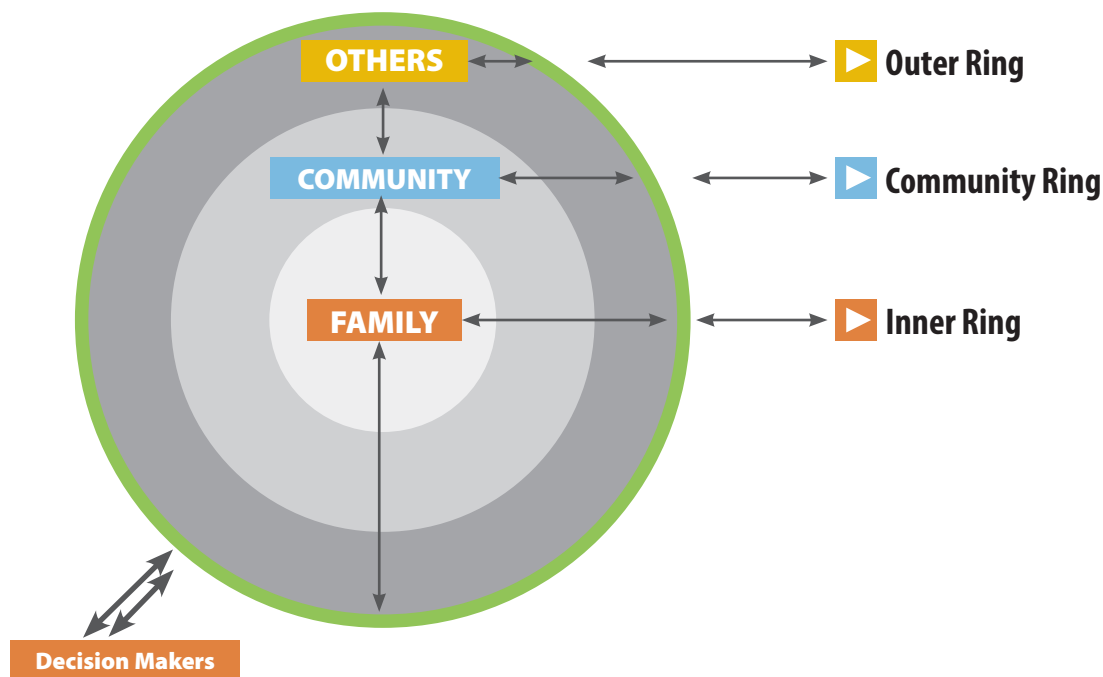 OTHERS
Outer Ring
COMMUNITY
Community Ring
FAMILY
Inner Ring
Decision Makers